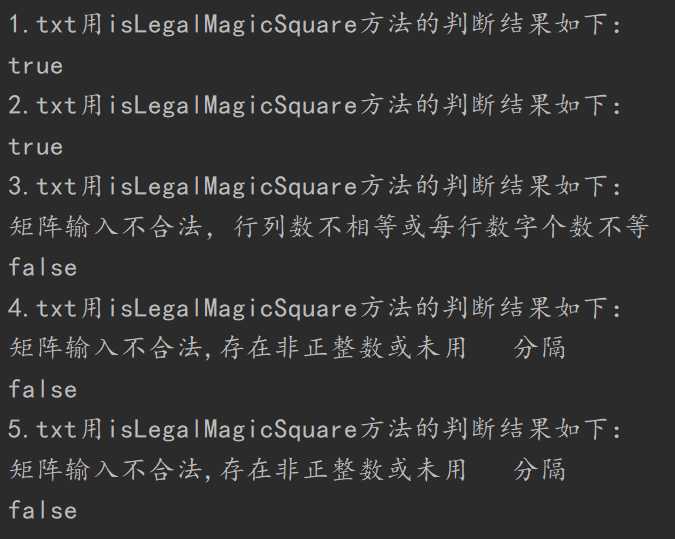 1.txt用isLegalMagicSquare方法的判断结果如下：
true
2.txt用isLegalMagicSquare方法的判断结果如下：
true
3.txt用isLegalMagicSquare方法的判断结果如下：
矩阵输入不合法，行列数不相等或每行数字个数不等
false
4.txt用isLegalMagicSquare方法的判断结果如下：
矩阵输入不合法,存在非正整数或未用	分隔
false
5.txt用isLegalMagicSquare方法的判断结果如下：
矩阵输入不合法,存在非正整数或未用	分隔
false